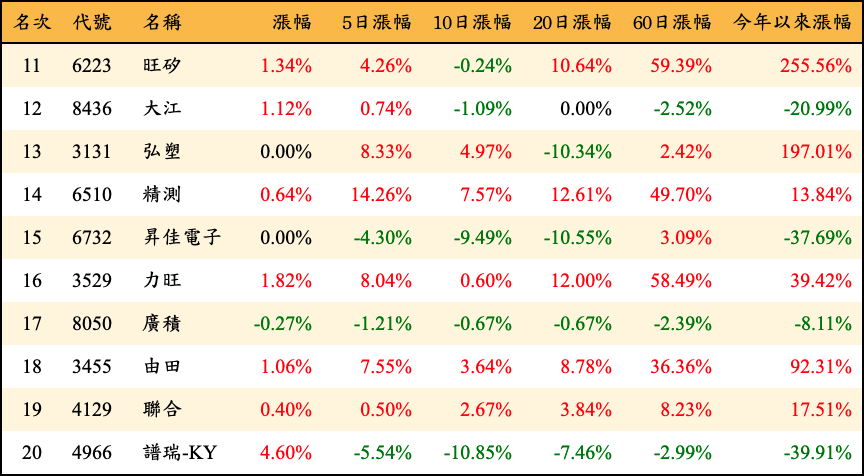 名次 代號 名稱 漲幅 5日漲幅 10日漲幅 20日漲幅 60日漲幅 今年以來漲幅
11 6223 旺矽 1.34% 4.26% -0.24% 10.64% 59.39% 255.56%
12 8436 大江 1.12% 0.74% -1.09% 0.00% -2.52% -20.99%
13 3131 弘塑 0.00% 8.33% 4.97% -10.34% 2.42% 197.01%
14 6510 精測 0.64% 14.26% 7.57% 12.61% 49.70% 13.84%
15 6732 昇佳電子 0.00% -4.30% -9.49% -10.55% 3.09% -37.69%
16 3529 力旺 1.82% 8.04% 0.60% 12.00% 58.49% 39.42%
17 8050 廣積 -0.27% -1.21% -0.67% -0.67% -2.39% -8.11%
18 3455 由田 1.06% 7.55% 3.64% 8.78% 36.36% 92.31%
19 4129 聯合 0.40% 0.50% 2.67% 3.84% 8.23% 17.51%
20 4966 譜瑞-KY 4.60% -5.54% -10.85% -7.46% -2.99% -39.91%